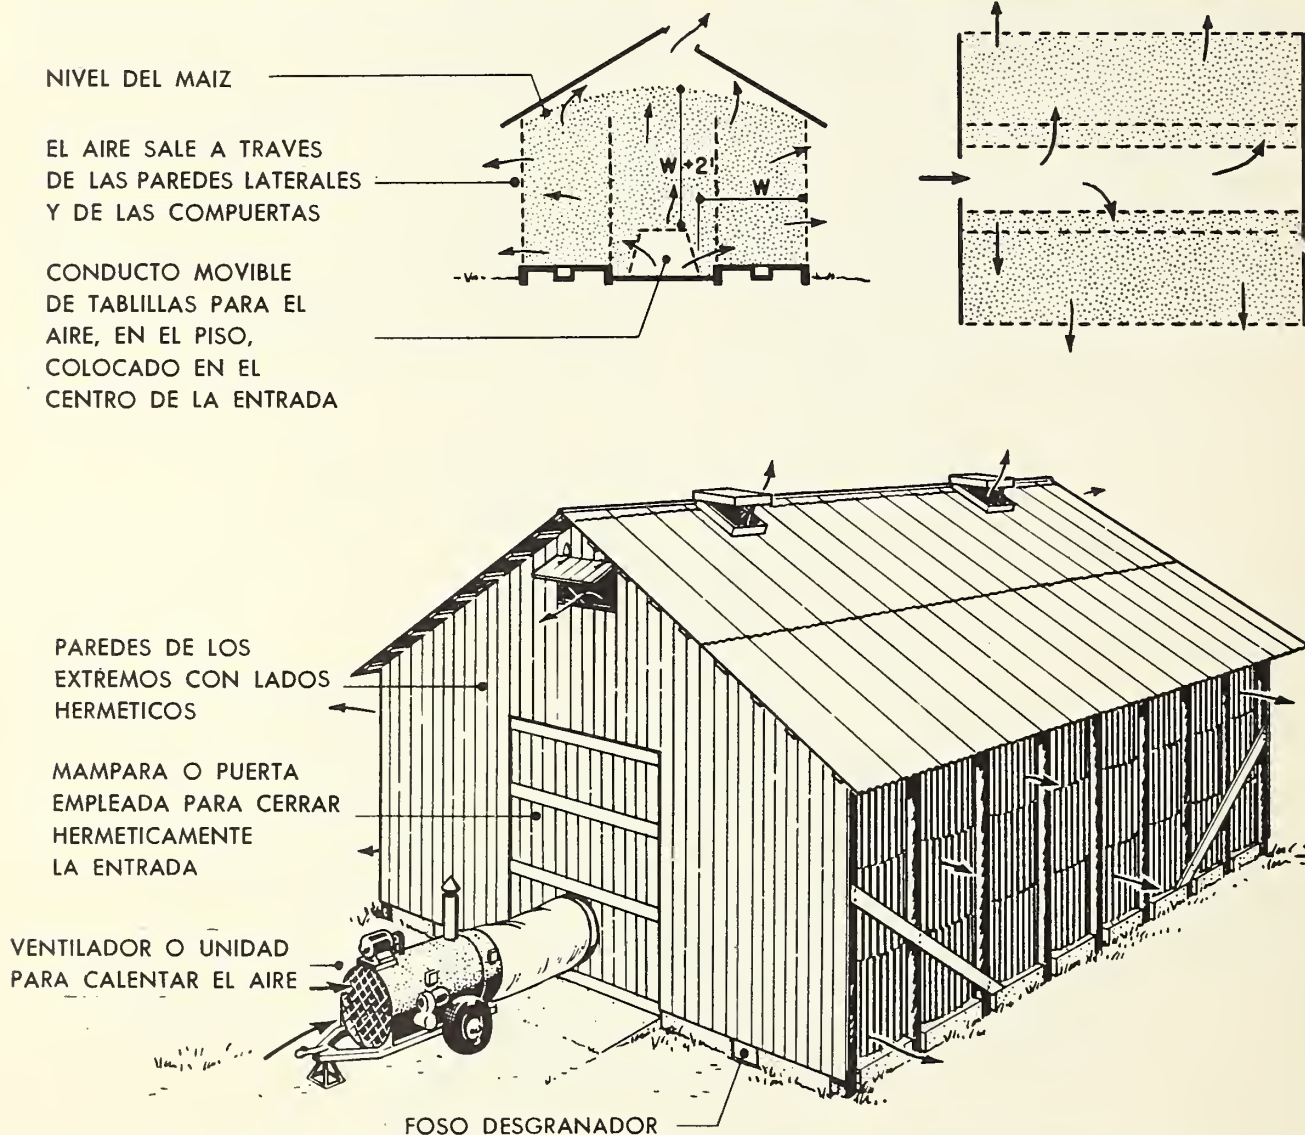 NIVEL DEL MAIZ
EL AIRE SALE A TRAVES
DE LAS PAREDES LATERALES
Y DE LAS COMPUERTAS
CONDUCTO MOVIBLE
DE TABLILLAS PARA EL
AIRE, EN EL PISO,
COLOCADO EN EL
CENTRO DE LA ENTRADA
W +2'
W
PAREDES DE LOS
EXTREMOS CON LADOS
HERMETICOS
MAMPARA O PUERTA
EMPLEADA PARA CERRAR
HERMETICAMENTE
LA ENTRADA
VENTILADOR O UNIDAD
PARA CALENTAR EL AIRE
FOSO DESGRANADOR